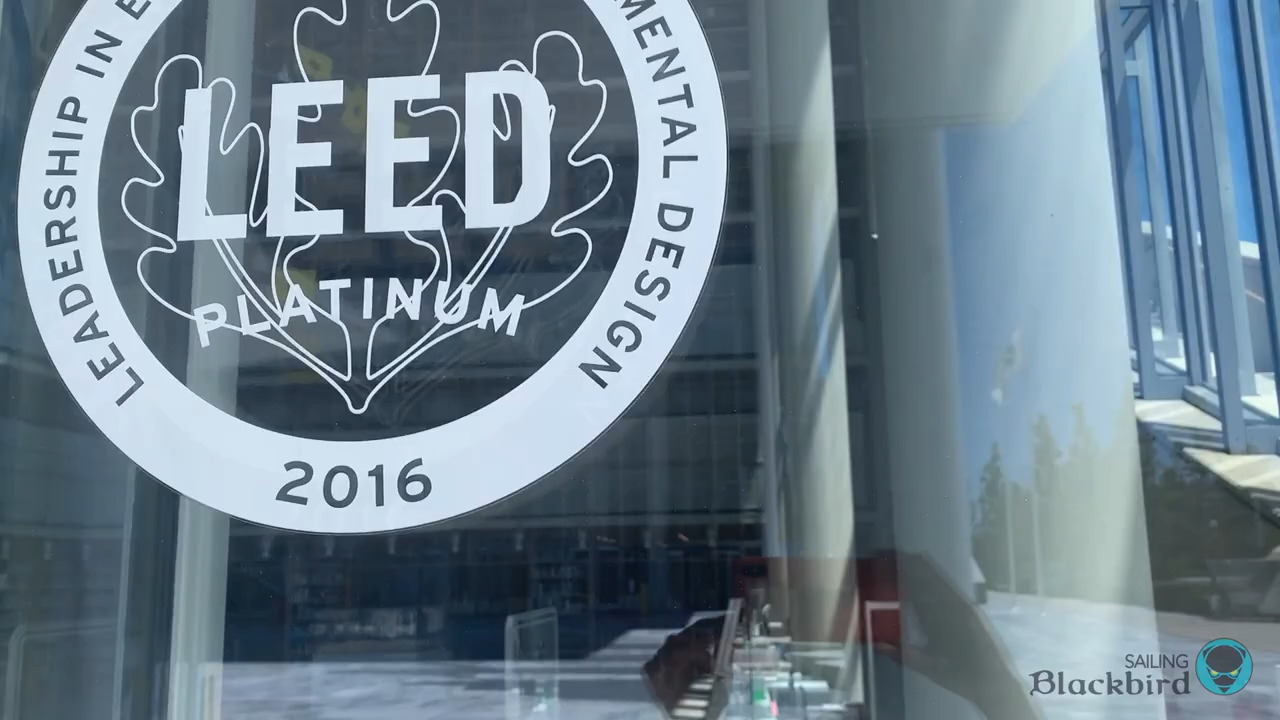 LEADERSHIP IN E
MENTAL DESIGN
LEED
PLATINUM
2016
SAILING
Blackbird